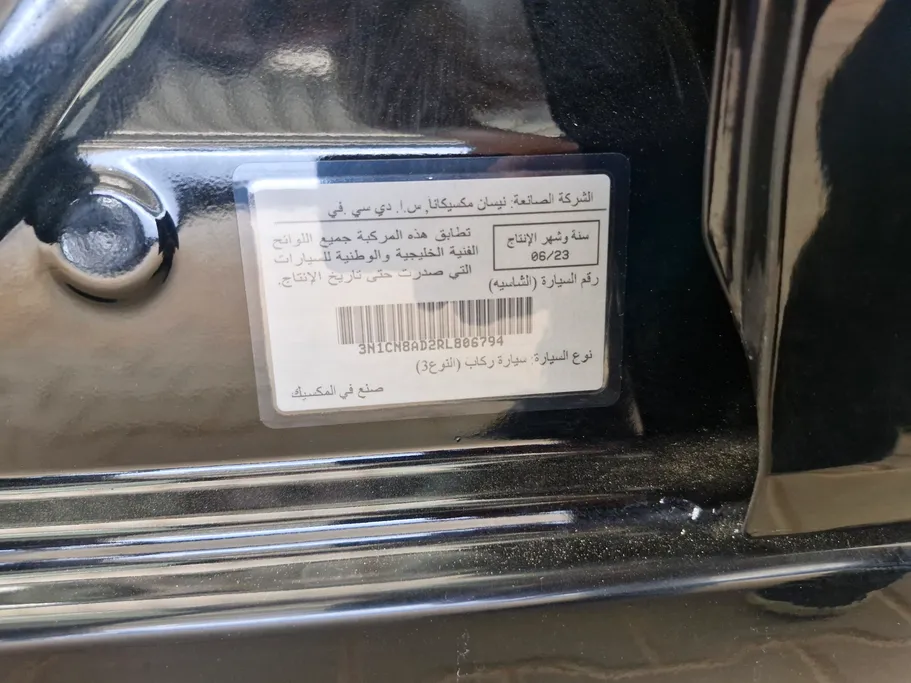 الشركة الصانعة: نيسان مكسيكانا, س.ا. دي سي .في
سنة وشهر الإنتاج
06/23
تطابق هذه المركبة جميع اللوائح
الفنية الخليجية والوطنية للسيارات
التي صدرت حتى تاريخ الإنتاج.
رقم السيارة (الشاسيه)
3N1CN8AD2RL806794
نوع السيارة: سيارة ركاب (النوع3)
صنع في المكسيك